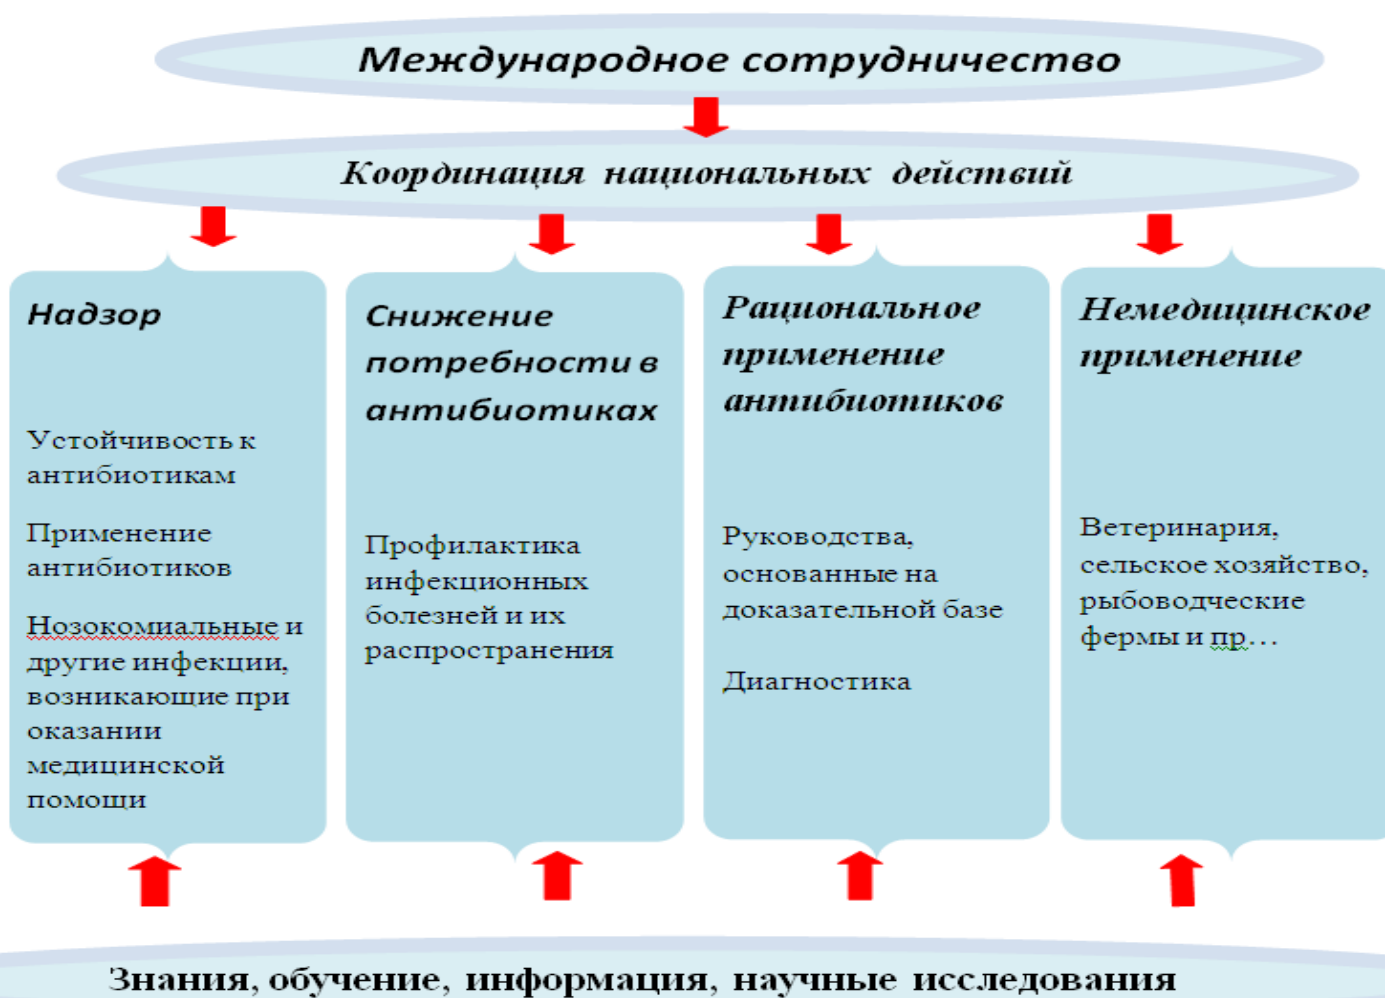 Международное сотрудничество
Координация национальных действий
Надзор
Устойчивость к
антибиотикам
Применение
антибиотиков
Нозокомиальные и
другие инфекции,
возникающие при
оказании
медицинской
помощи
Снижение
потребности в
антибиотиках
Профилактика
инфекционных
болезней и их
распространения
Рациональное
применение
антибиотиков
Руководства,
основанные на
доказательной базе
Диагностика
Немедицинское
применение
Ветеринария,
сельское хозяйство,
рыбоводческие
фермы и пр…
Знания, обучение, информация, научные исследования